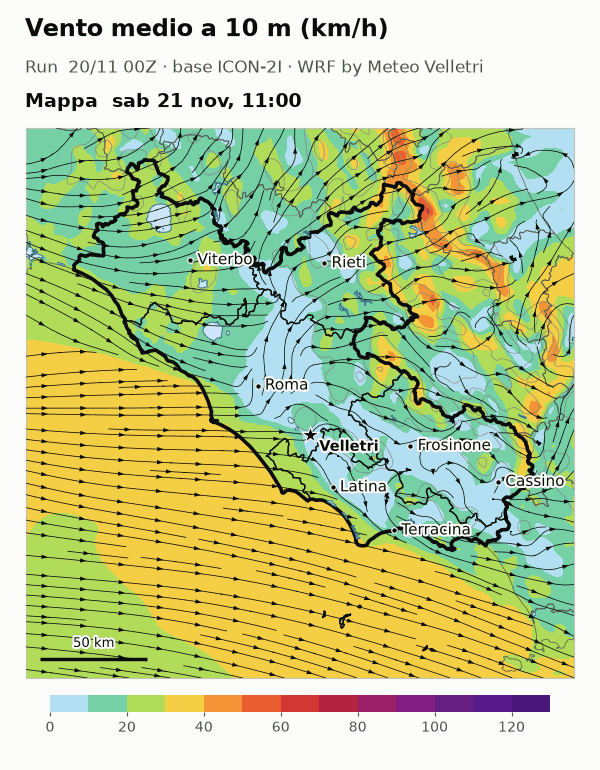 Vento medio a 10 m (km/h)
Run  20/11 00Z · base ICON-2I · WRF by Meteo Velletri
Mappa  sab 21 nov, 11:00
Viterbo
Rieti
Roma
Velletri
Frosinone
Latina
Cassino
Terracina
50 km
0 20 40 60 80 100 120